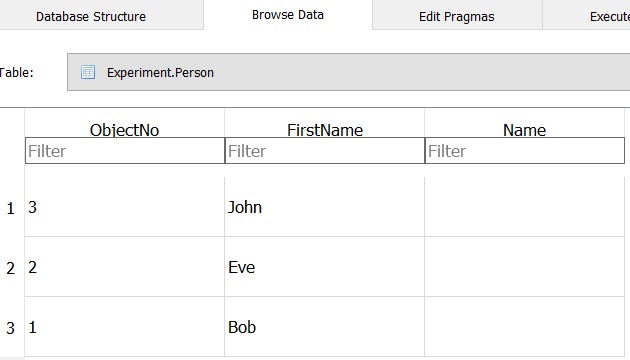 Database Structure Browse Data Edit Pragmas Execute
Table: Experiment.Person
ObjectNo FirstName Name
Filter Filter Filter
1 3 John
2 2 Eve
3 1 Bob